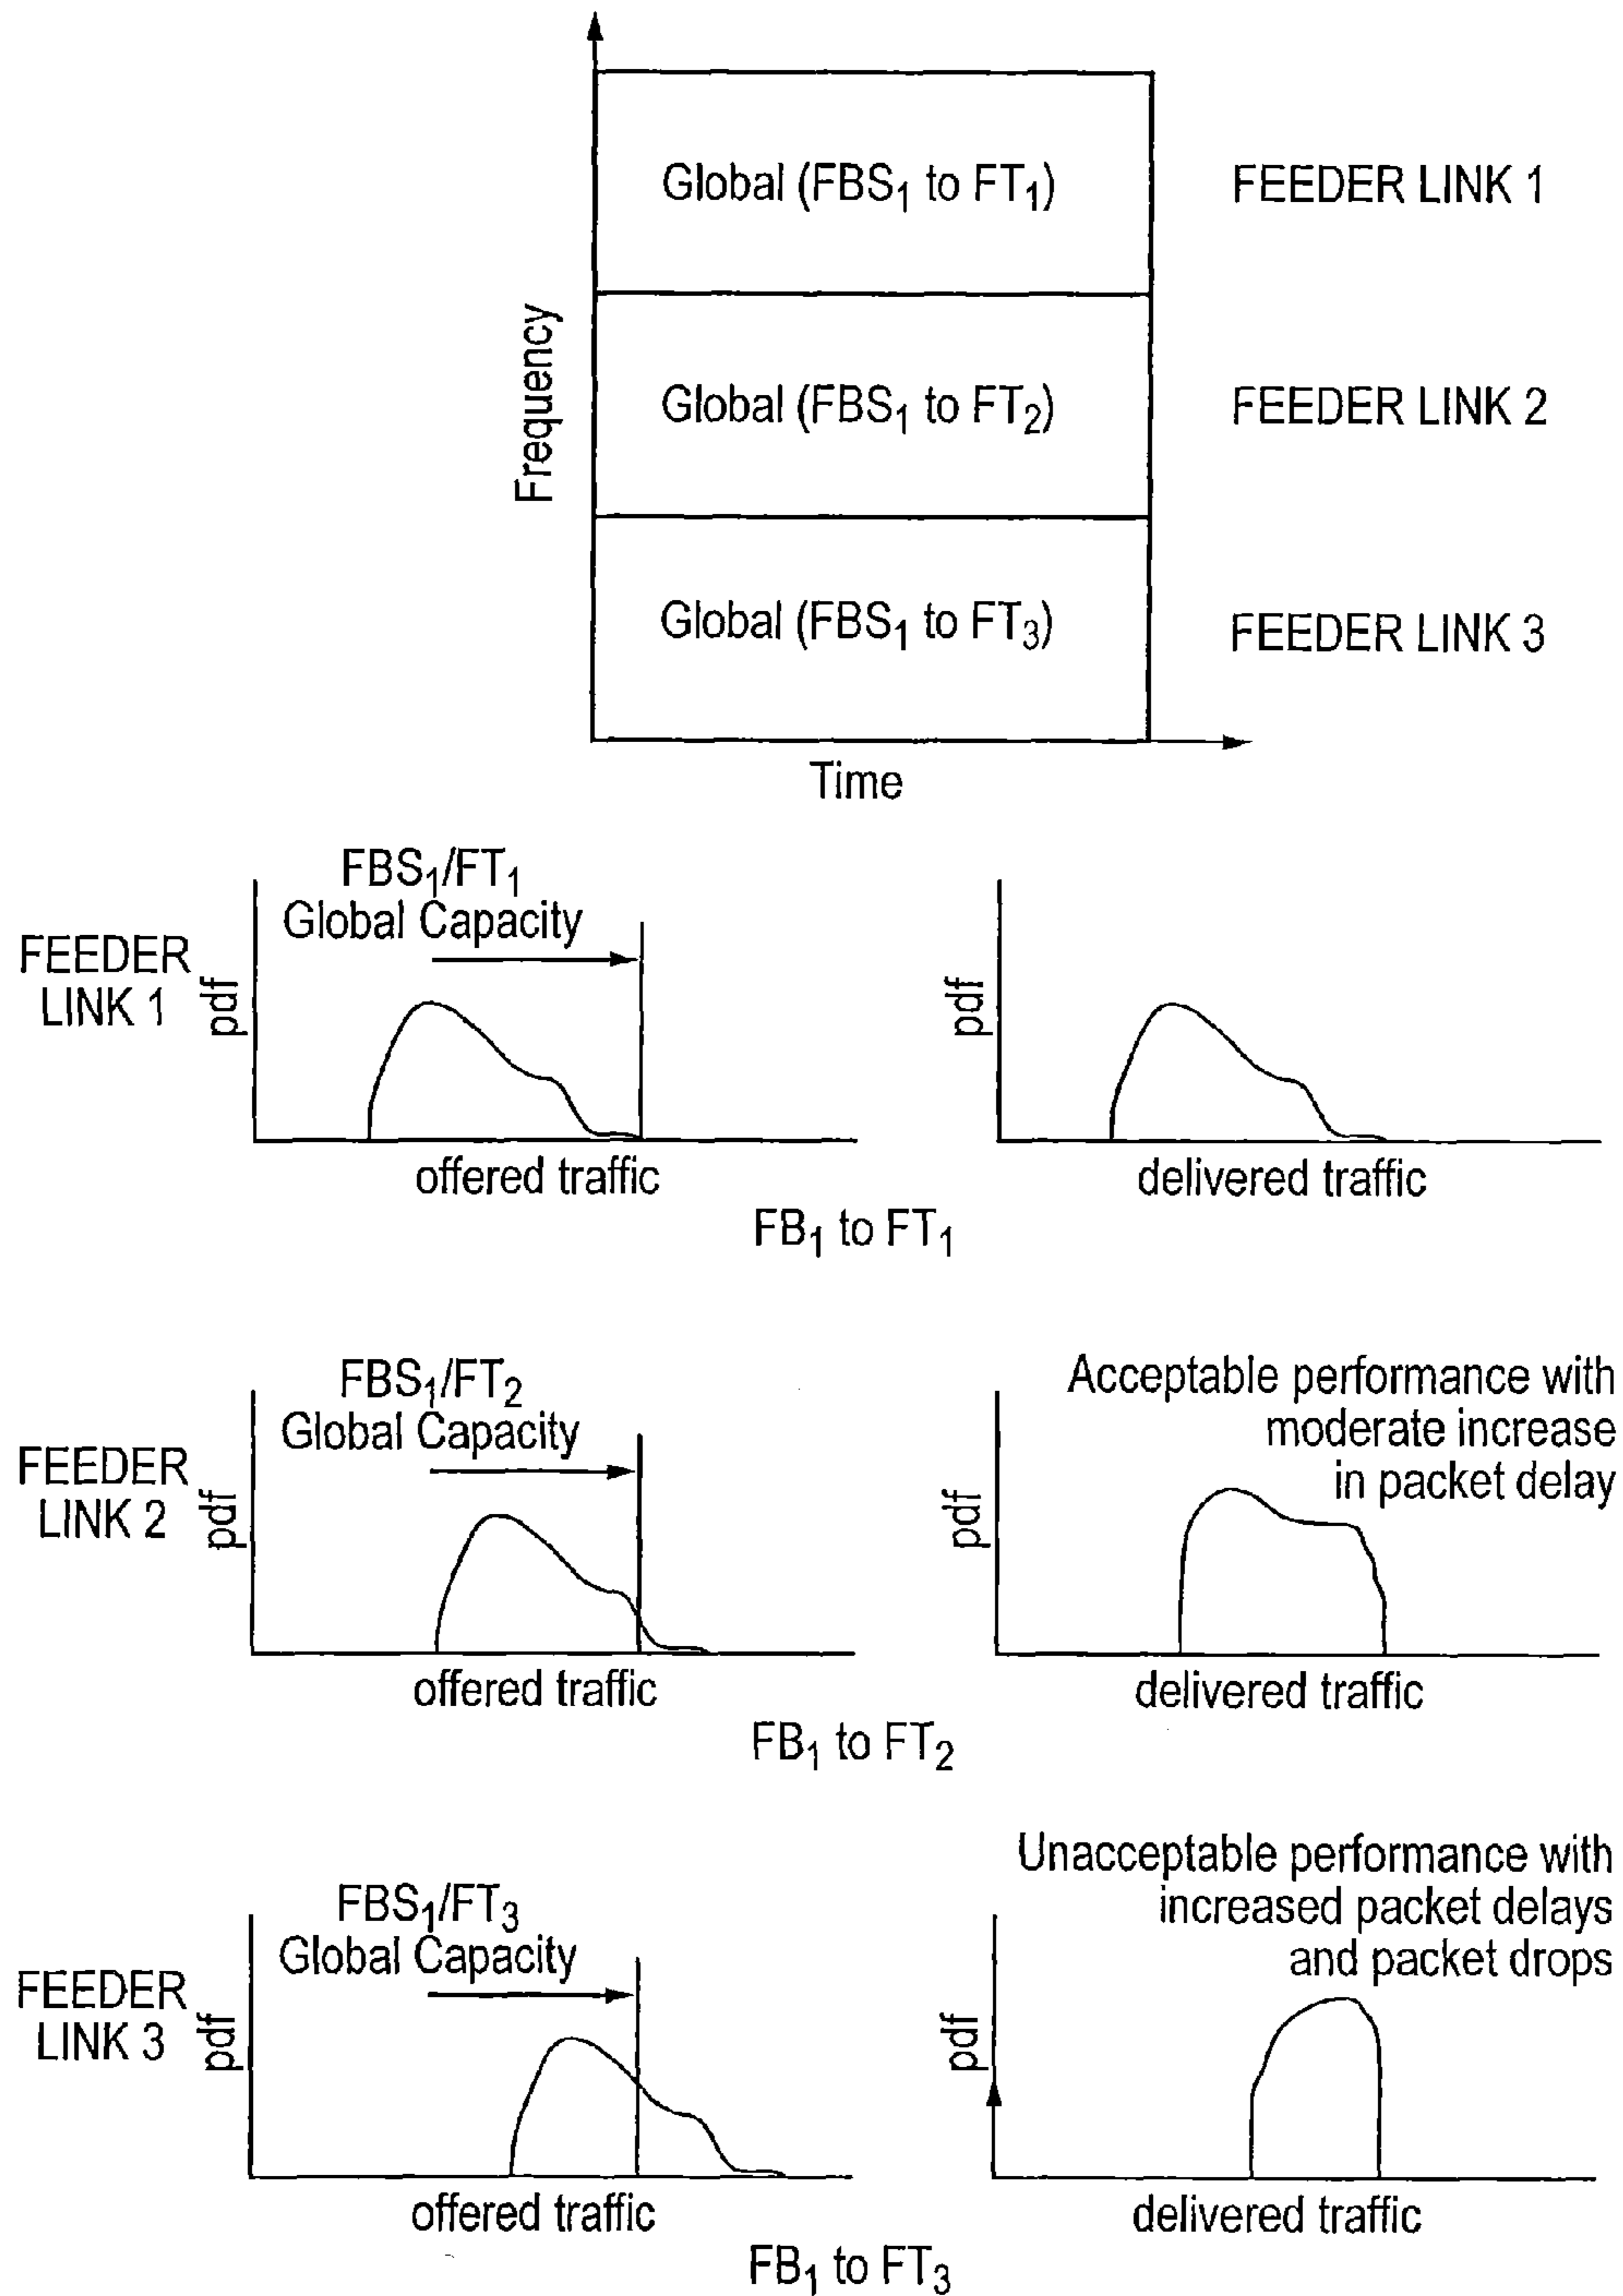 Frequency
Global (FBS₁ to FT₁)
FEEDER LINK 1
Global (FBS₁ to FT₂)
FEEDER LINK 2
Global (FBS₁ to FT₃)
FEEDER LINK 3
Time
FEEDER
LINK 1
pdf
FBS₁/FT₁
Global Capacity
offered traffic
pdf
delivered traffic
FB₁ to FT₁
FEEDER
LINK 2
pdf
FBS₁/FT₂
Global Capacity
offered traffic
Acceptable performance with
moderate increase
in packet delay
pdf
delivered traffic
FB₁ to FT₂
FEEDER
LINK 3
pdf
FBS₁/FT₃
Global Capacity
offered traffic
Unacceptable performance with
increased packet delays
and packet drops
pdf
delivered traffic
FB₁ to FT₃